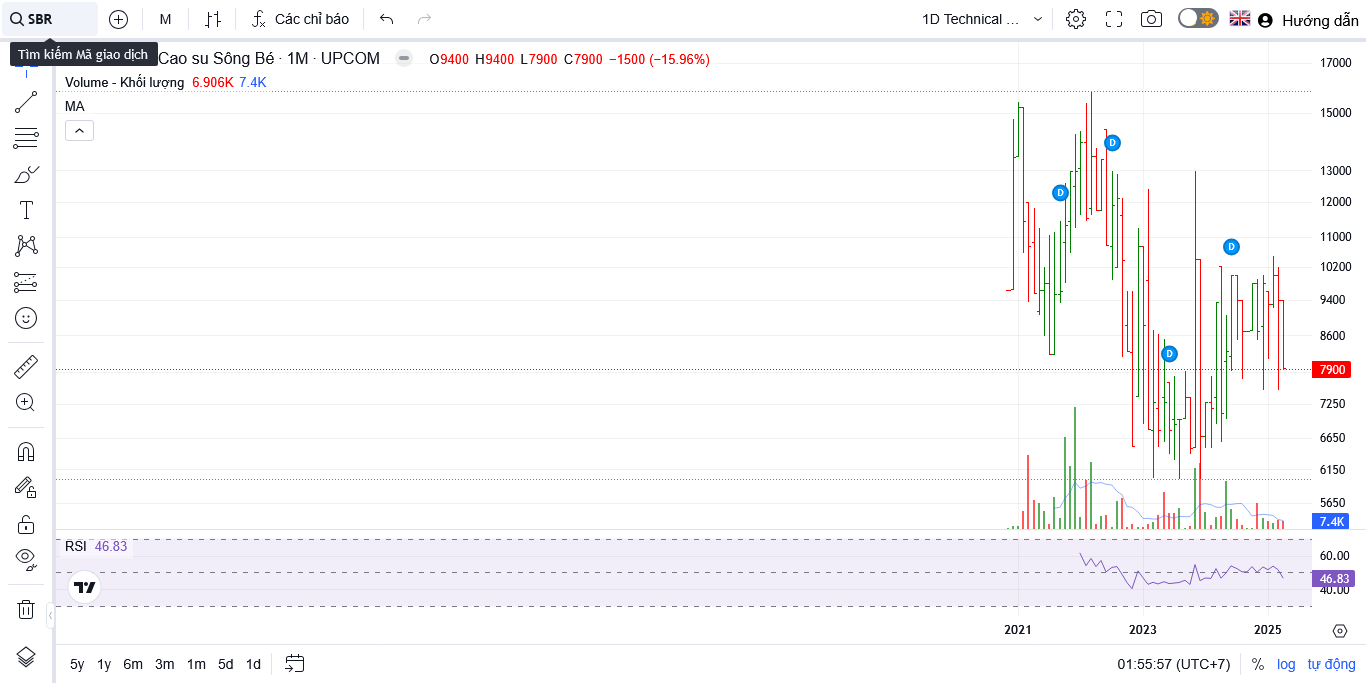 SBR
M
Các chỉ báo
1D Technical ...
Hướng dẫn
Tìm kiếm Mã giao dịch
Cao su Sông Bé · 1M · UPCOM
O9400 H9400 L7900 C7900 −1500 (−15.96%)
Volume - Khối lượng 6.906K 7.4K
MA
D
D
D
D
17000
15000
13000
12000
11000
10200
9400
8600
7900
7250
6650
6150
5650
7.4K
RSI 46.83
60.00
46.83
40.00
2021 2023 2025
5y 1y 6m 3m 1m 5d 1d
01:55:57 (UTC+7)
% log tự động